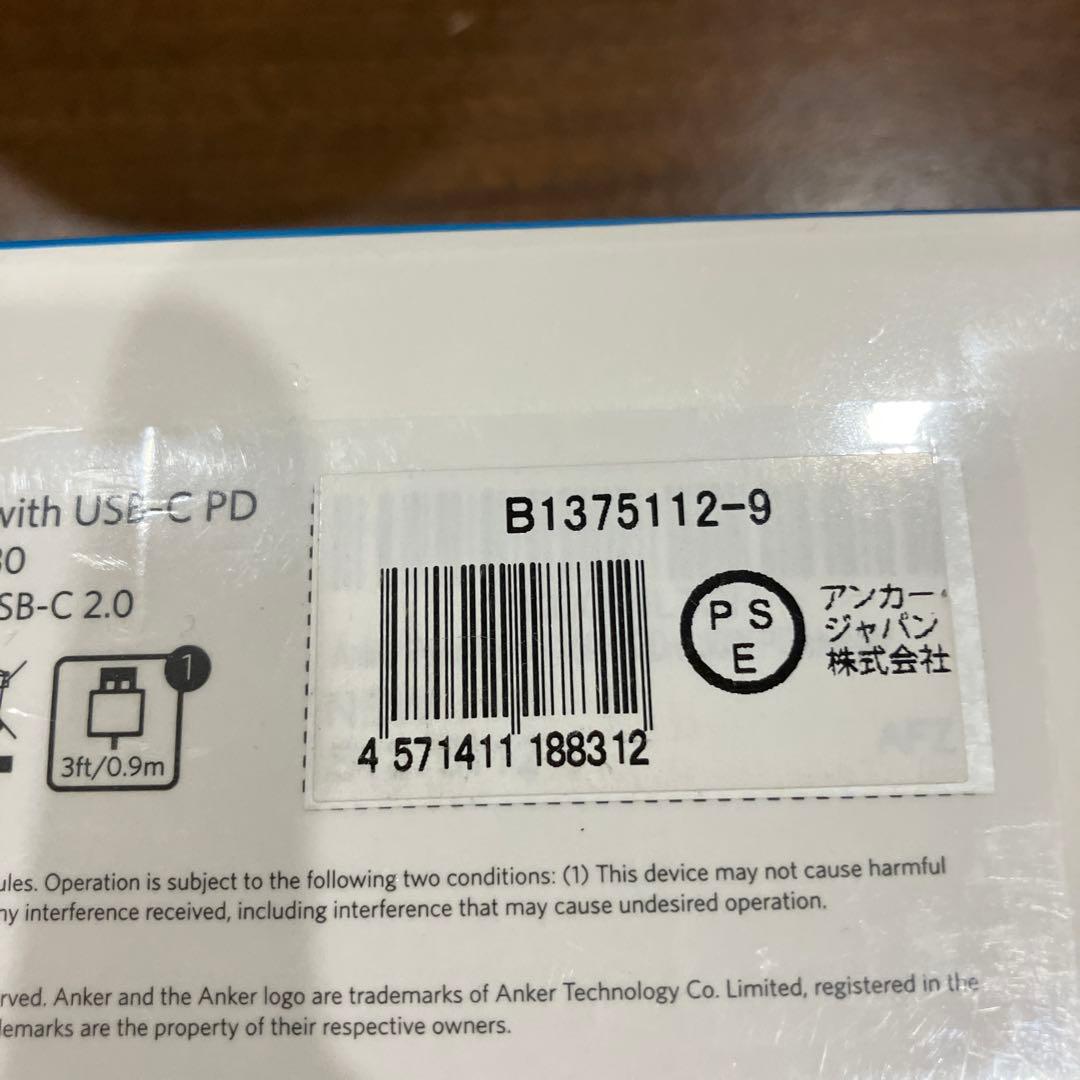 with USB-C PD
30
SB-C 2.0
1
3ft/0.9m
B1375112-9
4 571411 188312
PS
E
アンカー・
ジャパン
株式会社
ules. Operation is subject to the following two conditions: (1) This device may not cause harmful
ny interference received, including interference that may cause undesired operation.
rved. Anker and the Anker logo are trademarks of Anker Technology Co. Limited, registered in the
demarks are the property of their respective owners.